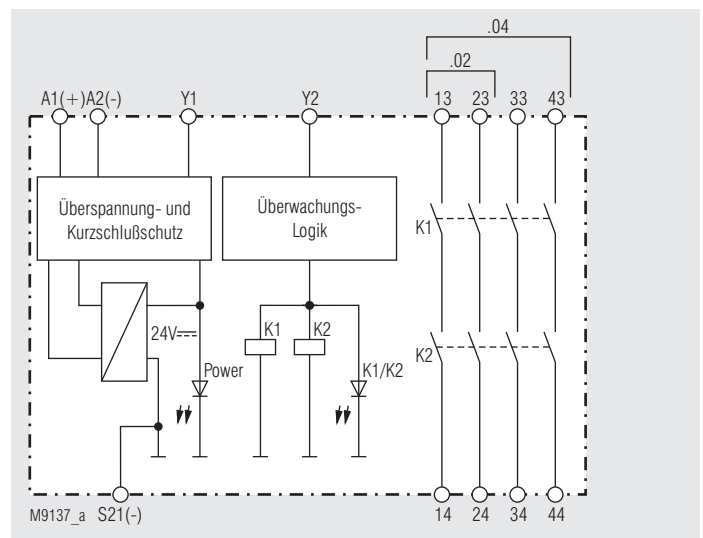 .04
.02
A1(+) A2(-) Y1 Y2 13 23 33 43
Überspannung- und
Kurzschlußschutz
Überwachungs-
Logik
K1
24V
K1 K2
K2
Power
K1/K2
M9137_a S21(-) 14 24 34 44